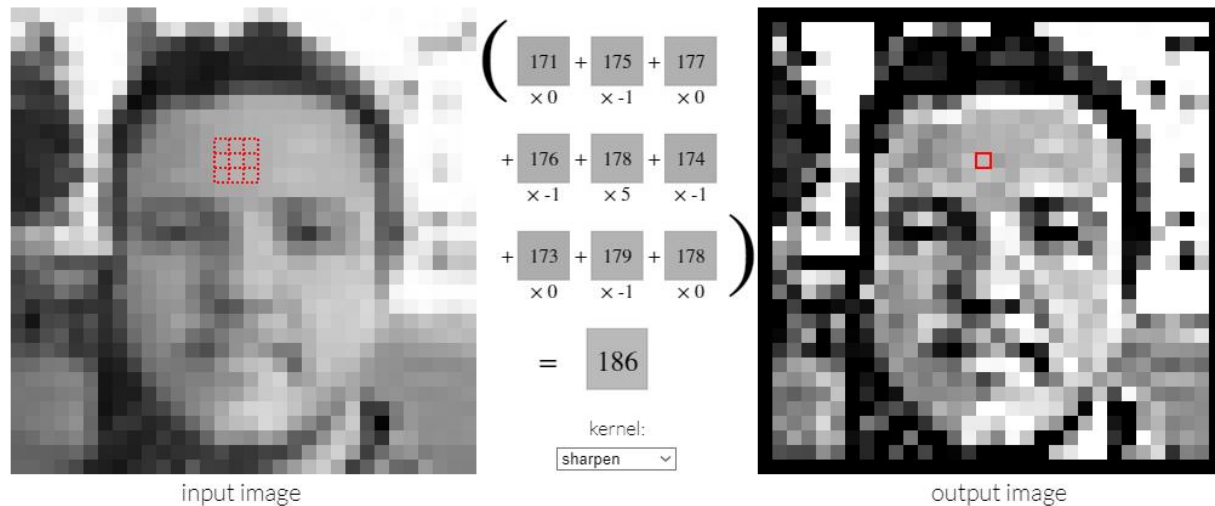 ( 171 + 175 + 177
× 0 × -1 × 0
+ 176 + 178 + 174
× -1 × 5 × -1
+ 173 + 179 + 178 )
× 0 × -1 × 0
= 186
kernel:
sharpen
input image
output image